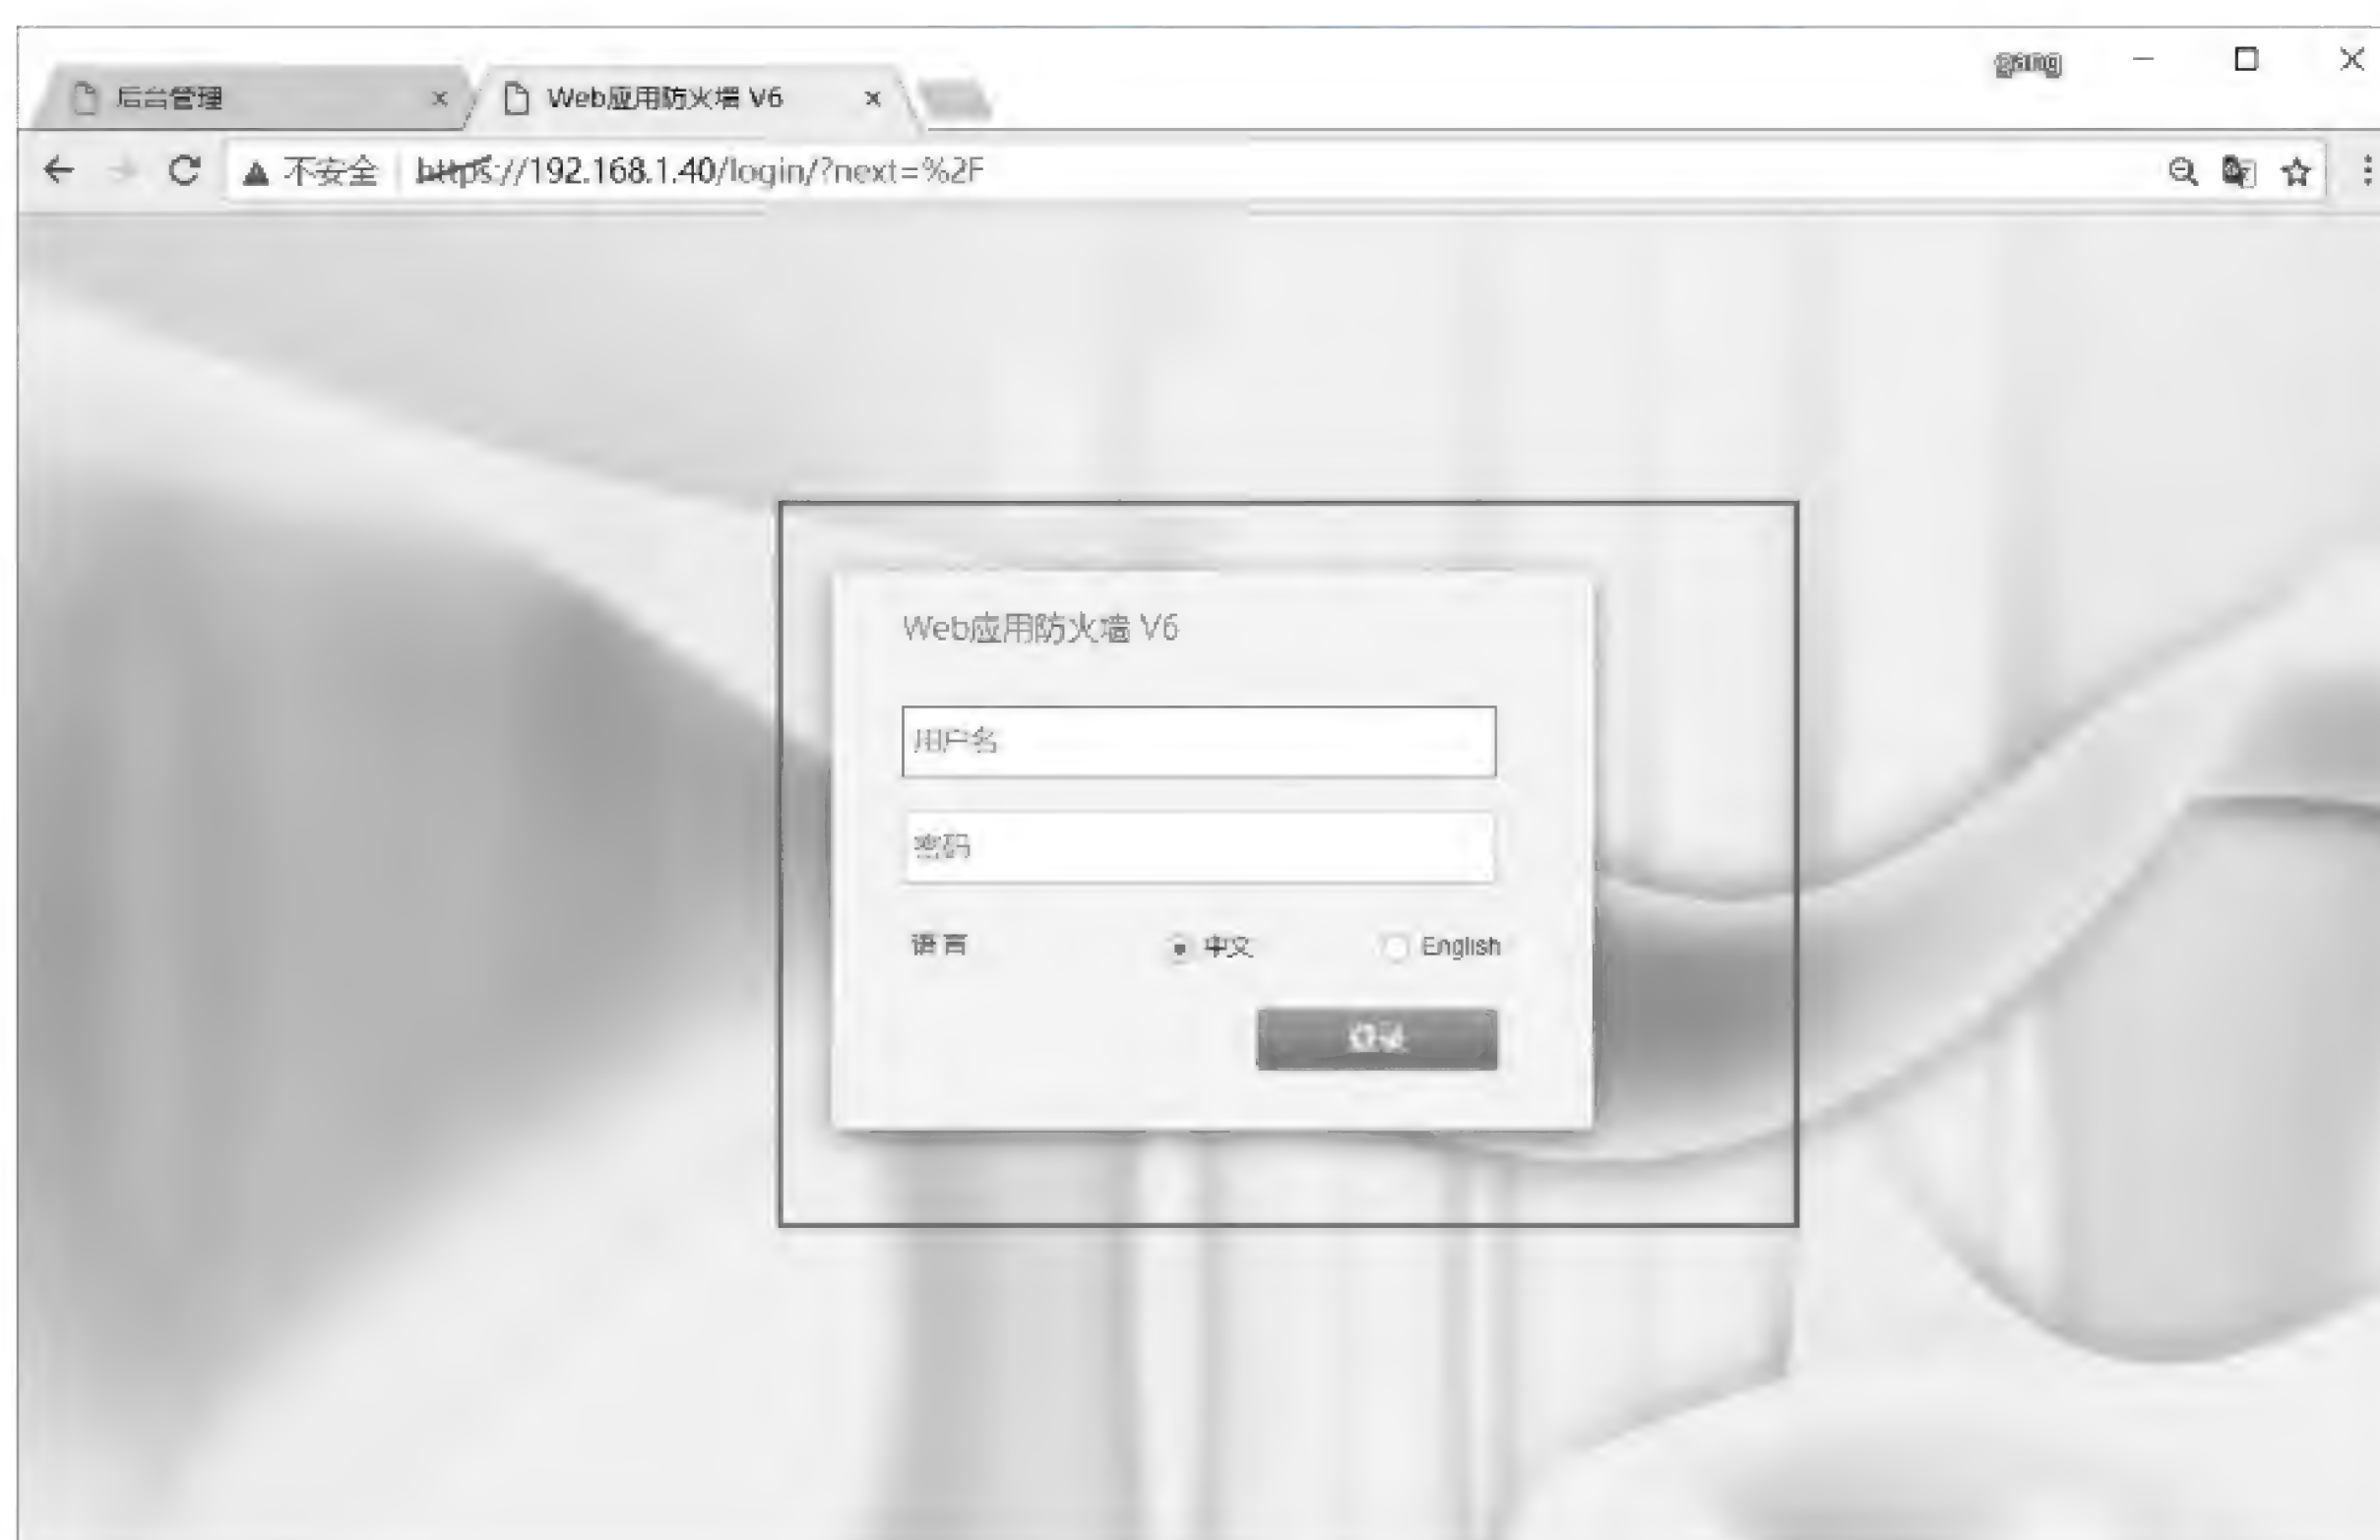 后台管理
Web应用防火墙 V6
不安全 https://192.168.1.40/login/?next=%2F
Web应用防火墙 V6
用户名
密码
语言 中文 English
登录